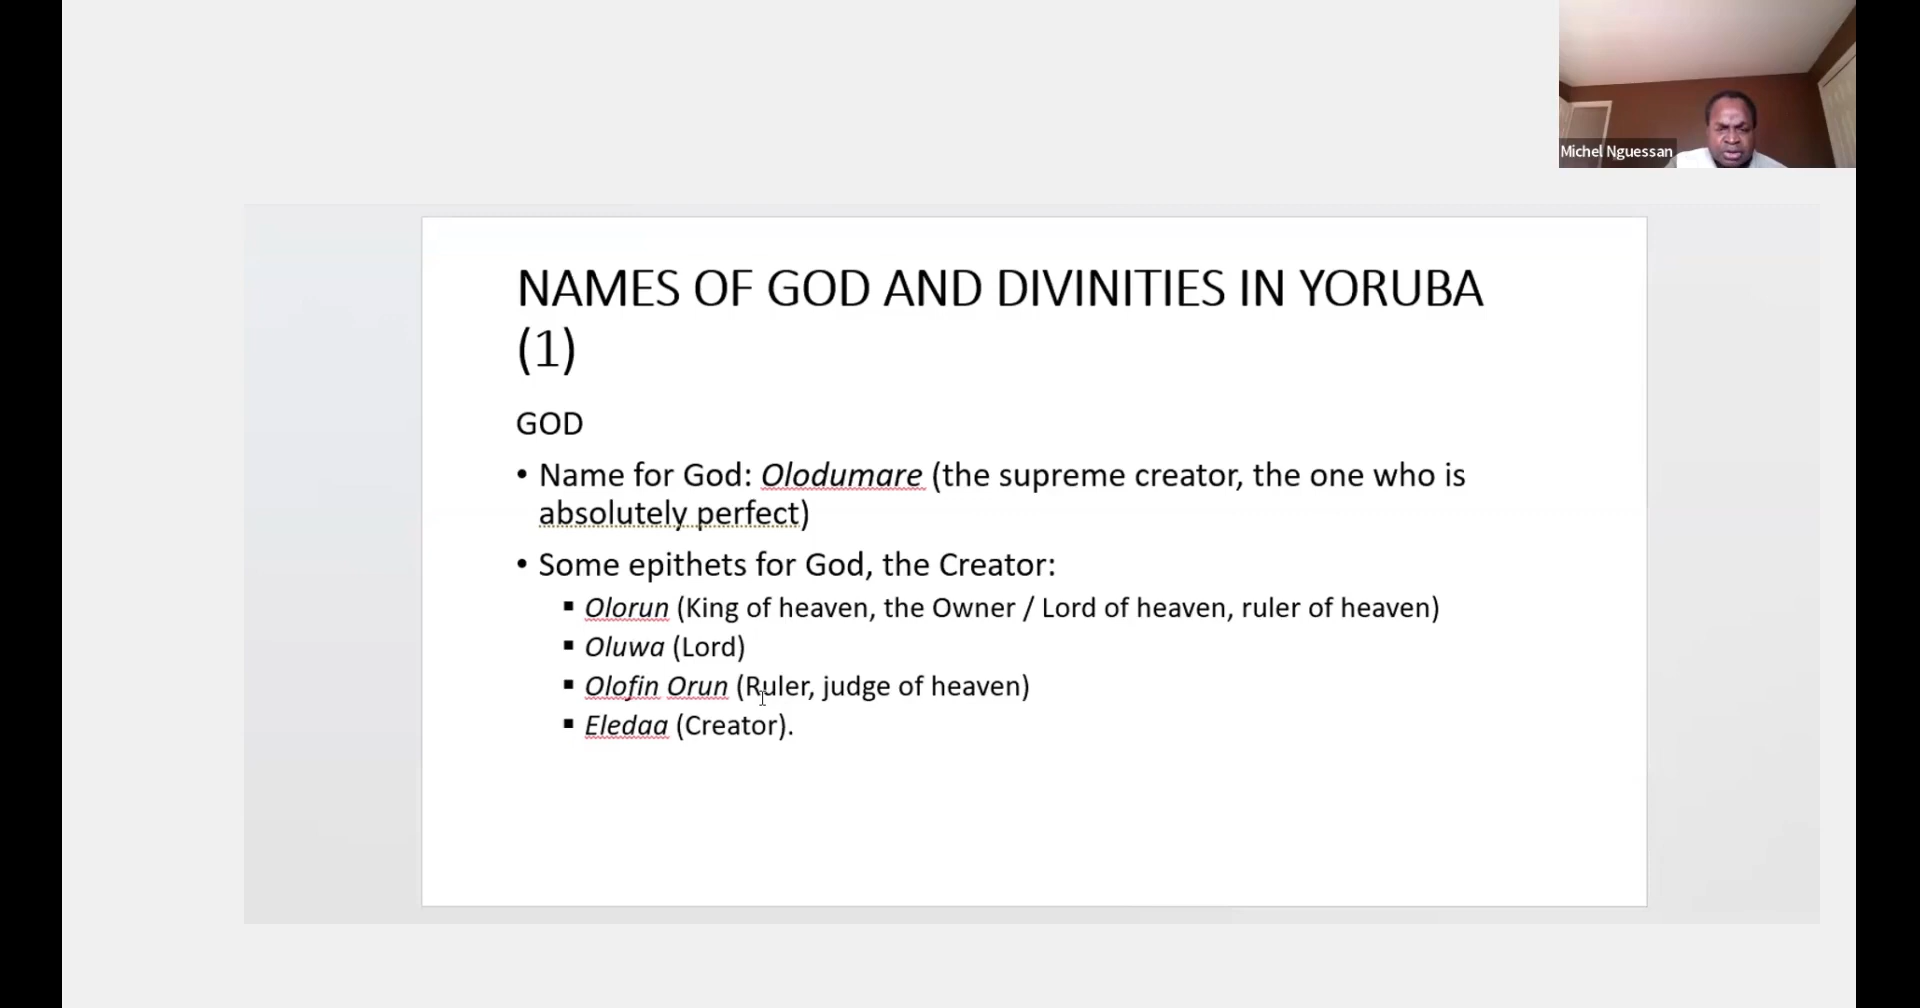 Michel Nguessan
NAMES OF GOD AND DIVINITIES IN YORUBA
(1)
GOD
• Name for God: Olodumare (the supreme creator, the one who is
absolutely perfect)
• Some epithets for God, the Creator:
▪ Olorun (King of heaven, the Owner / Lord of heaven, ruler of heaven)
▪ Oluwa (Lord)
▪ Olofin Orun (Ruler, judge of heaven)
▪ Eledaa (Creator).